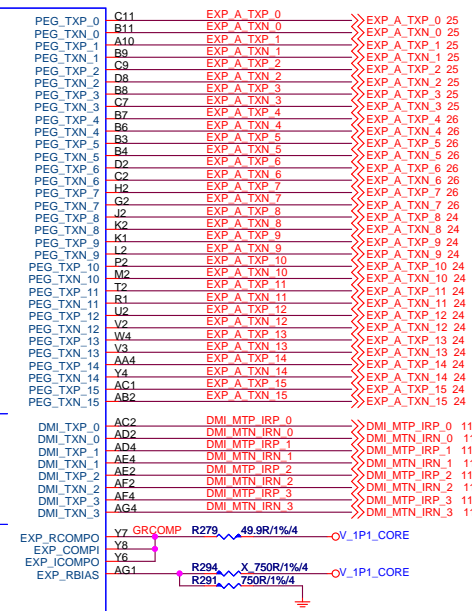 PEG_TXP_0 C11 EXP_A_TXP_0 EXP_A_TXP_0 25
PEG_TXN_0 B11 EXP_A_TXN_0 EXP_A_TXN_0 25
PEG_TXP_1 A10 EXP_A_TXP_1 EXP_A_TXP_1 25
PEG_TXN_1 B9 EXP_A_TXN_1 EXP_A_TXN_1 25
PEG_TXP_2 C9 EXP_A_TXP_2 EXP_A_TXP_2 25
PEG_TXN_2 D8 EXP_A_TXN_2 EXP_A_TXN_2 25
PEG_TXP_3 B8 EXP_A_TXP_3 EXP_A_TXP_3 25
PEG_TXN_3 C7 EXP_A_TXN_3 EXP_A_TXN_3 25
PEG_TXP_4 B7 EXP_A_TXP_4 EXP_A_TXP_4 26
PEG_TXN_4 B6 EXP_A_TXN_4 EXP_A_TXN_4 26
PEG_TXP_5 B3 EXP_A_TXP_5 EXP_A_TXP_5 26
PEG_TXN_5 B4 EXP_A_TXN_5 EXP_A_TXN_5 26
PEG_TXP_6 D2 EXP_A_TXP_6 EXP_A_TXP_6 26
PEG_TXN_6 C2 EXP_A_TXN_6 EXP_A_TXN_6 26
PEG_TXP_7 H2 EXP_A_TXP_7 EXP_A_TXP_7 26
PEG_TXN_7 G2 EXP_A_TXN_7 EXP_A_TXN_7 26
PEG_TXP_8 J2 EXP_A_TXP_8 EXP_A_TXP_8 24
PEG_TXN_8 K2 EXP_A_TXN_8 EXP_A_TXN_8 24
PEG_TXP_9 K1 EXP_A_TXP_9 EXP_A_TXP_9 24
PEG_TXN_9 L2 EXP_A_TXN_9 EXP_A_TXN_9 24
PEG_TXP_10 P2 EXP_A_TXP_10 EXP_A_TXP_10 24
PEG_TXN_10 M2 EXP_A_TXN_10 EXP_A_TXN_10 24
PEG_TXP_11 T2 EXP_A_TXP_11 EXP_A_TXP_11 24
PEG_TXN_11 R1 EXP_A_TXN_11 EXP_A_TXN_11 24
PEG_TXP_12 U2 EXP_A_TXP_12 EXP_A_TXP_12 24
PEG_TXN_12 V2 EXP_A_TXN_12 EXP_A_TXN_12 24
PEG_TXP_13 W4 EXP_A_TXP_13 EXP_A_TXP_13 24
PEG_TXN_13 V3 EXP_A_TXN_13 EXP_A_TXN_13 24
PEG_TXP_14 AA4 EXP_A_TXP_14 EXP_A_TXP_14 24
PEG_TXN_14 Y4 EXP_A_TXN_14 EXP_A_TXN_14 24
PEG_TXP_15 AC1 EXP_A_TXP_15 EXP_A_TXP_15 24
PEG_TXN_15 AB2 EXP_A_TXN_15 EXP_A_TXN_15 24
DMI_TXP_0 AC2 DMI_MTP_IRP_0 DMI_MTP_IRP_0 11
DMI_TXN_0 AD2 DMI_MTN_IRN_0 DMI_MTN_IRN_0 11
DMI_TXP_1 AD4 DMI_MTP_IRP_1 DMI_MTP_IRP_1 11
DMI_TXN_1 AE4 DMI_MTN_IRN_1 DMI_MTN_IRN_1 11
DMI_TXP_2 AE2 DMI_MTP_IRP_2 DMI_MTP_IRP_2 11
DMI_TXN_2 AF2 DMI_MTN_IRN_2 DMI_MTN_IRN_2 11
DMI_TXP_3 AF4 DMI_MTP_IRP_3 DMI_MTP_IRP_3 11
DMI_TXN_3 AG4 DMI_MTN_IRN_3 DMI_MTN_IRN_3 11
EXP_RCOMPO Y7 GRCOMP R279 49.9R/1%/4 V_1P1_CORE
EXP_COMPI Y8
EXP_ICOMPO Y6
EXP_RBIAS AG1 R294 X_750R/1%/4 V_1P1_CORE
R291 750R/1%/4